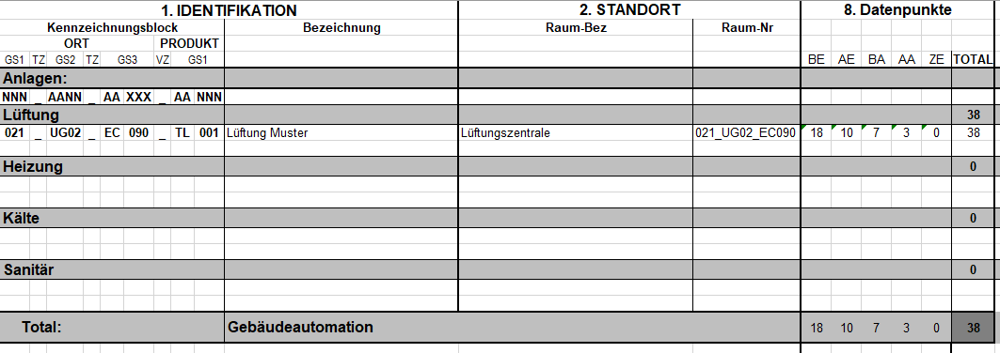 1. IDENTIFIKATION 2. STANDORT 8. Datenpunkte
Kennzeichnungsblock Bezeichnung Raum-Bez Raum-Nr
ORT PRODUKT
GS1 TZ GS2 TZ GS3 VZ GS1 BE AE BA AA ZE TOTAL
Anlagen:
NNN _ AANN _ AA XXX _ AA NNN
Lüftung 38
021 _ UG02 _ EC 090 _ TL 001 Lüftung Muster Lüftungszentrale 021_UG02_EC090 18 10 7 3 0 38
Heizung 0
Kälte 0
Sanitär 0
Total: Gebäudeautomation 18 10 7 3 0 38